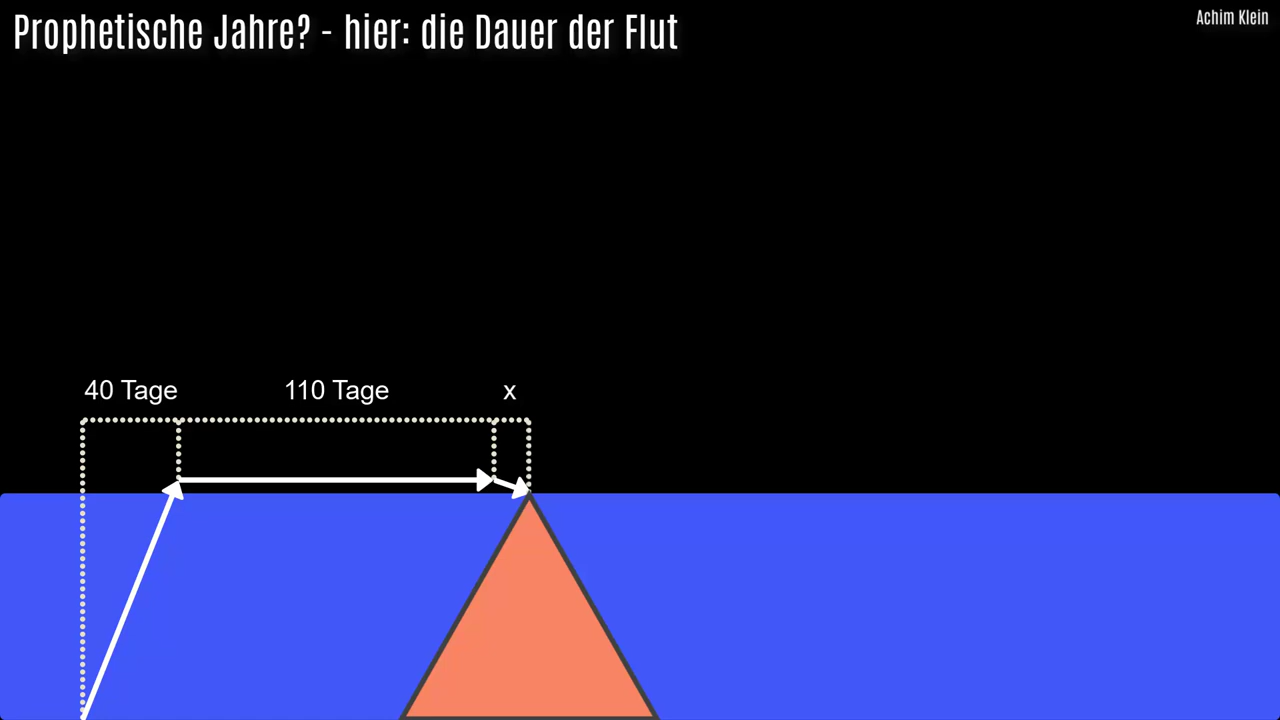 Prophetische Jahre? - hier: die Dauer der Flut
Achim Klein
40 Tage
110 Tage
x